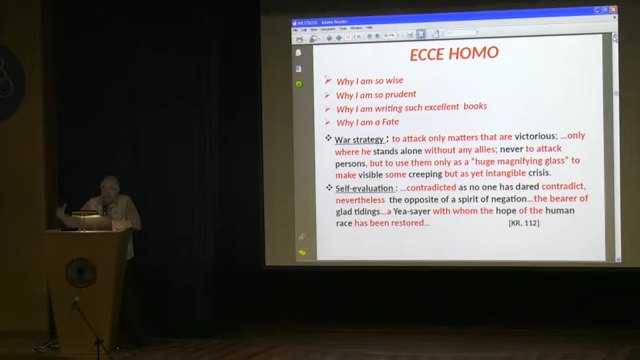 ECCE HOMO
Why I am so wise
Why I am so prudent
Why I am writing such excellent books
Why I am a Fate
War strategy : to attack only matters that are victorious; ...only
where he stands alone without any allies; never to attack
persons, but to use them only as a "huge magnifying glass" to
make visible some creeping but as yet intangible crisis.
Self-evaluation : ...contradicted as no one has dared contradict,
nevertheless the opposite of a spirit of negation...the bearer of
glad tidings...a Yea-sayer with whom the hope of the human
race has been restored... [KR, 112]